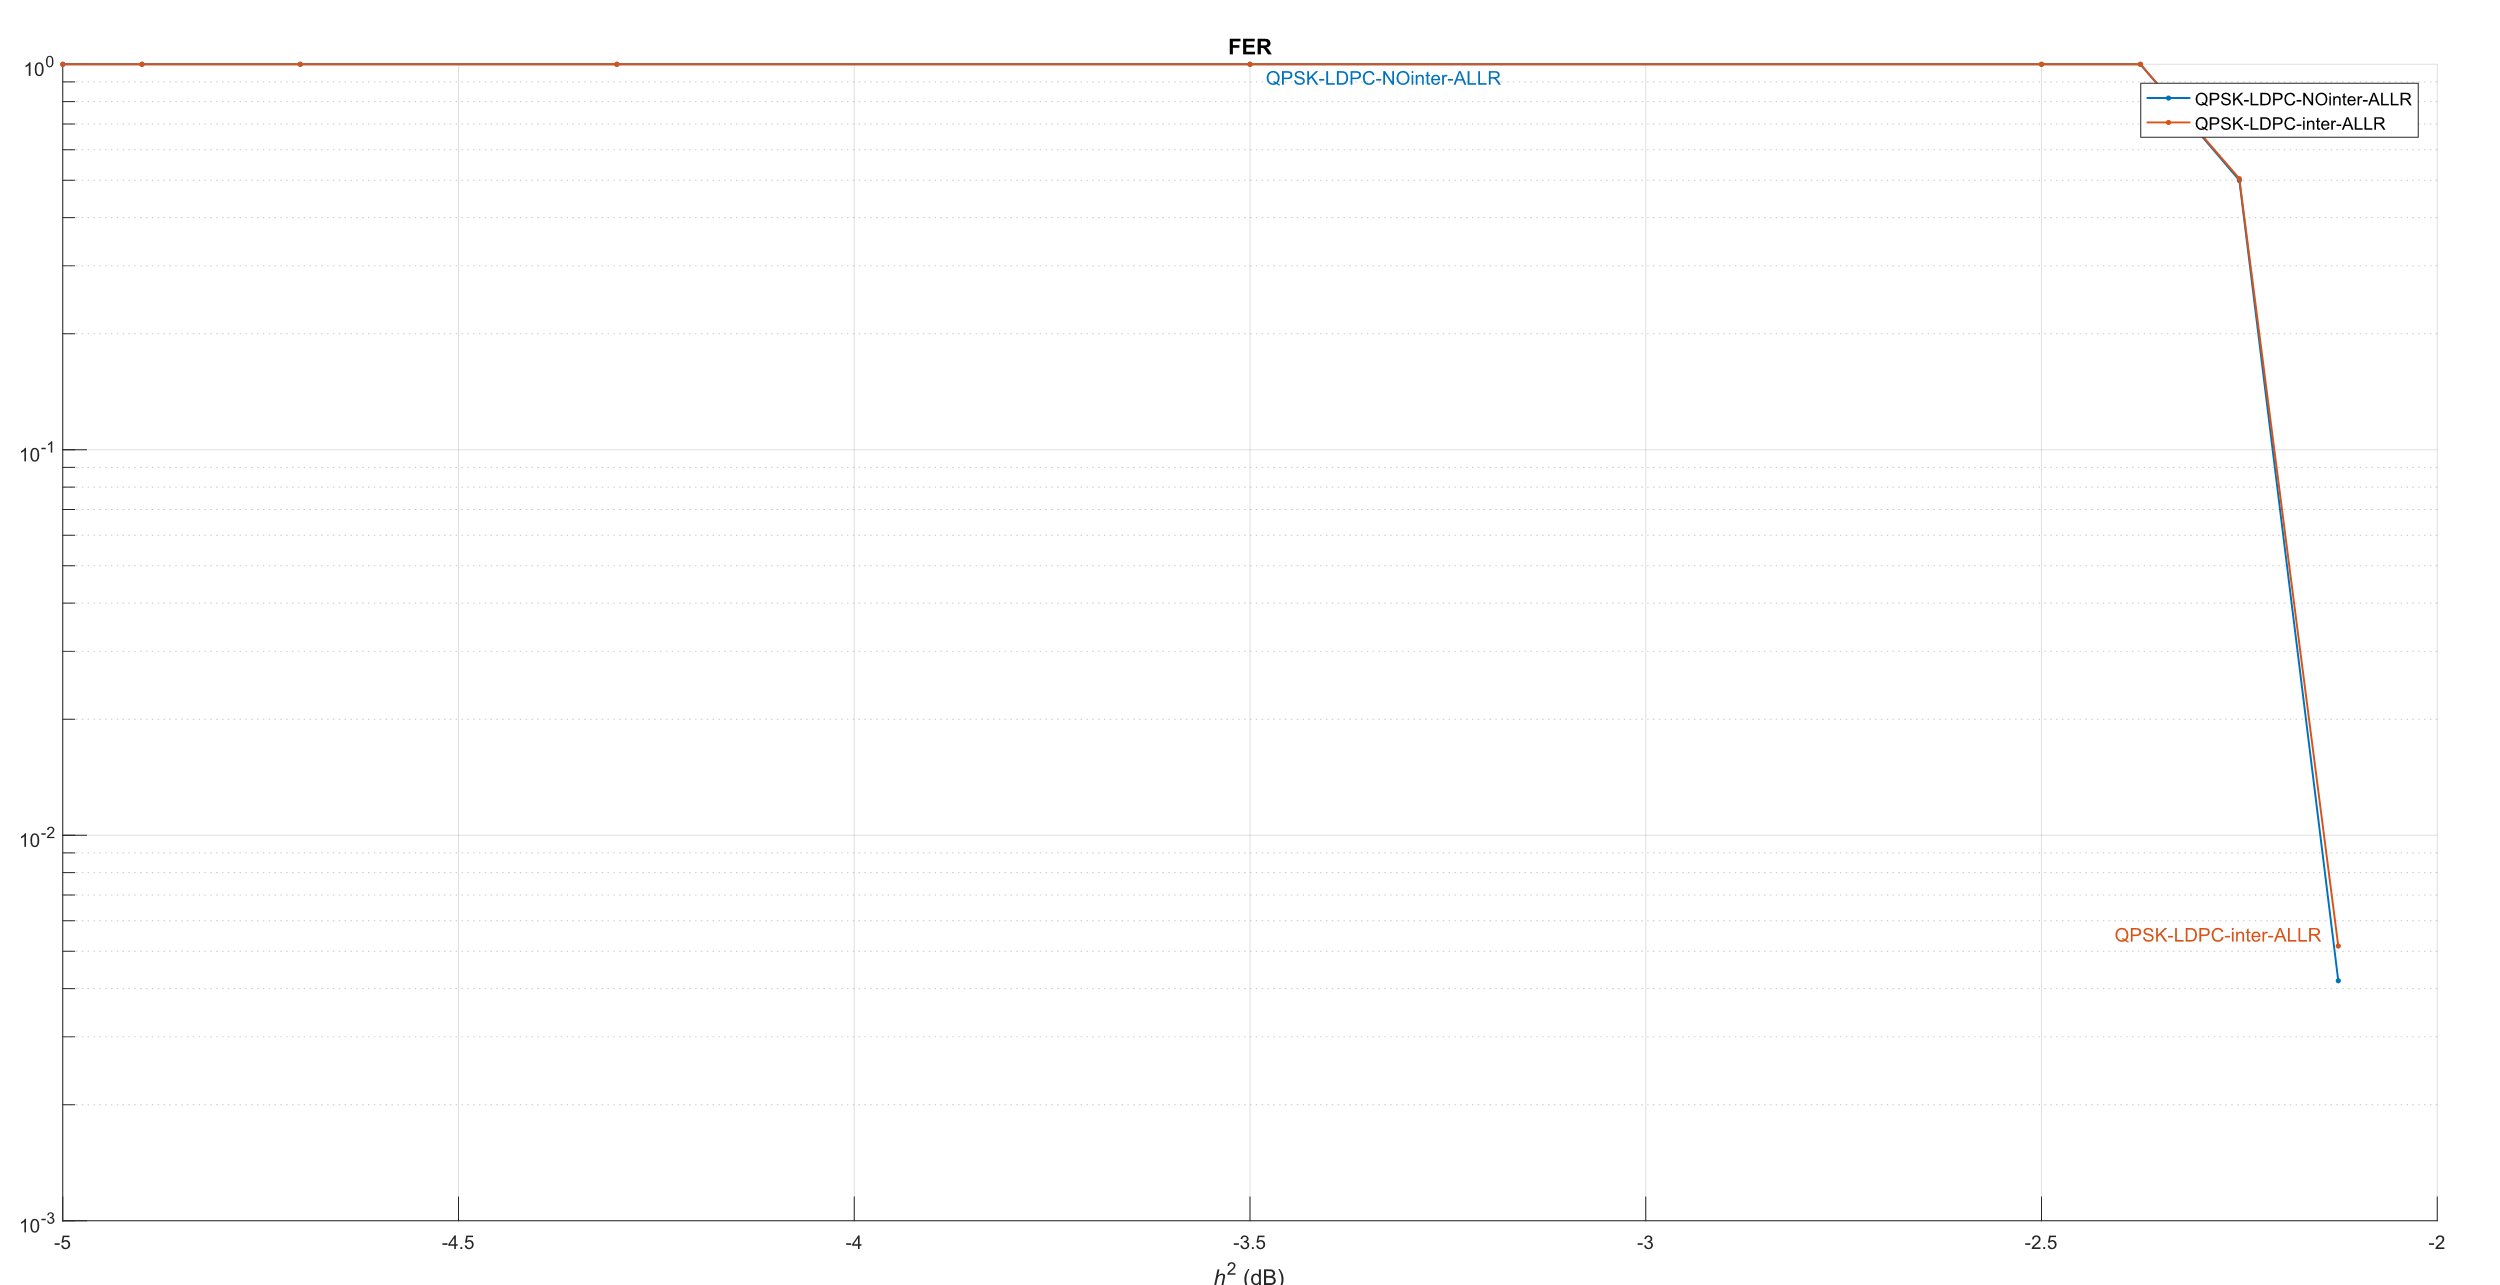 FER
10^0
QPSK-LDPC-NOinter-ALLR
QPSK-LDPC-NOinter-ALLR
QPSK-LDPC-inter-ALLR
10^-1
10^-2
QPSK-LDPC-inter-ALLR
10^-3
-5 -4.5 -4 -3.5 -3 -2.5 -2
h^2 (dB)